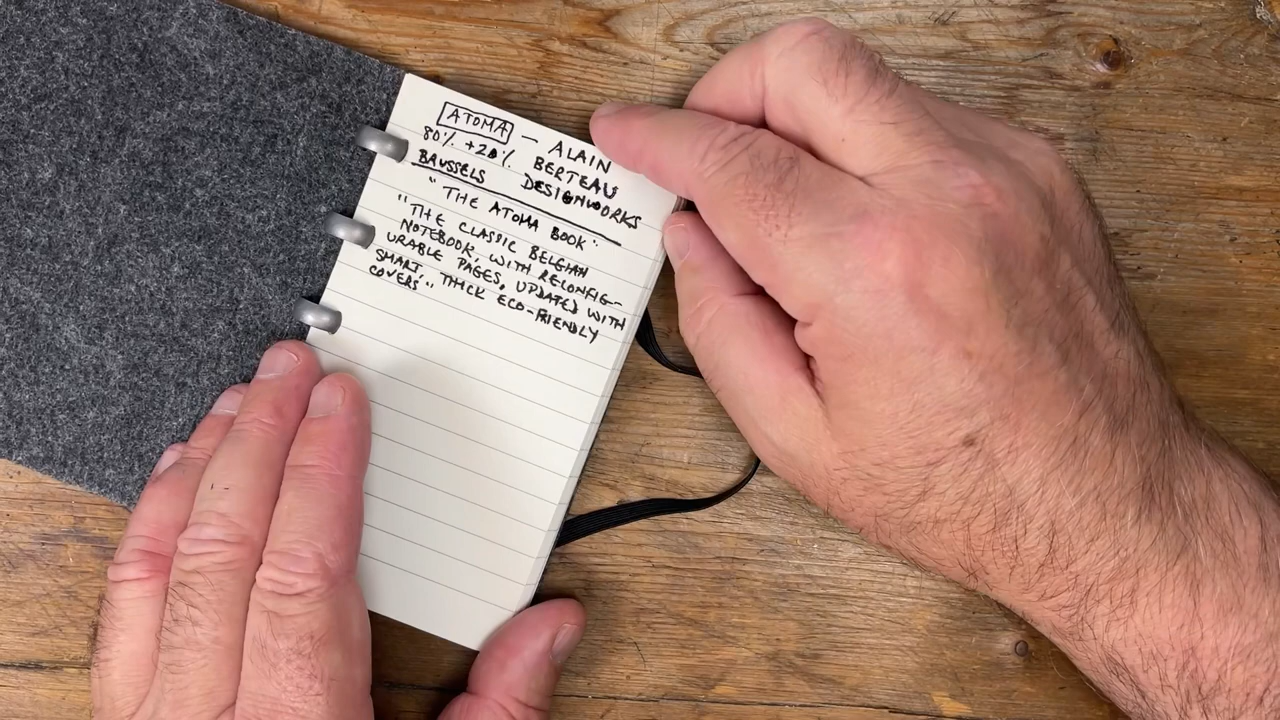 ATOMA — ALAIN
80% +20% BERTEAU
BRUSSELS DESIGNWORKS
"THE ATOMA BOOK".
"THE CLASSIC BELGIAN
NOTEBOOK, WITH RECONFIG-
URABLE PAGES, UPDATED WITH
SMART, THICK ECO-FRIENDLY
COVERS."